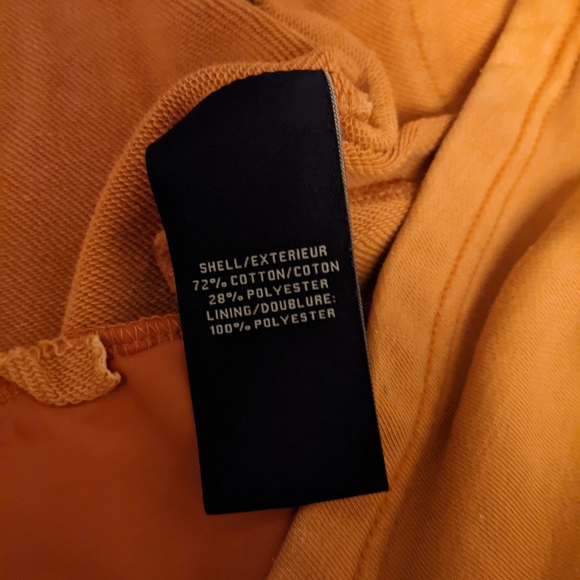 SHELL/EXTERIEUR
72% COTTON/COTON
28% POLYESTER
LINING/DOUBLURE:
100% POLYESTER